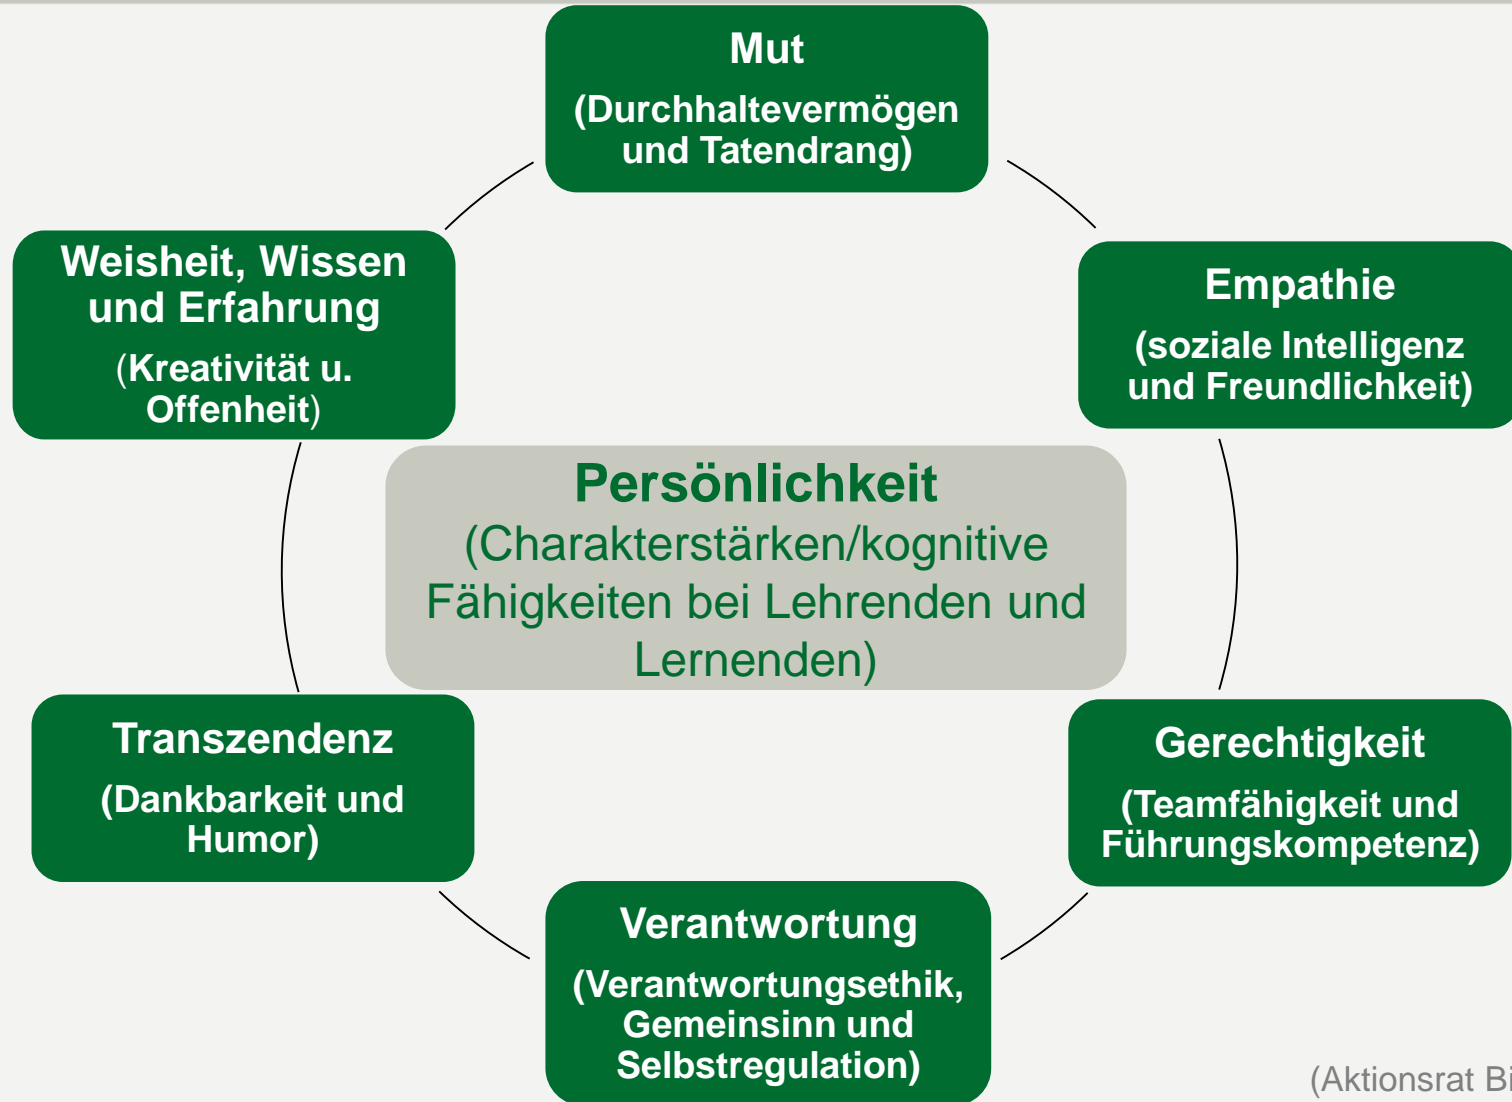 Mut
(Durchhaltevermögen
und Tatendrang)
Weisheit, Wissen
und Erfahrung
(Kreativität u.
Offenheit)
Empathie
(soziale Intelligenz
und Freundlichkeit)
Persönlichkeit
(Charakterstärken/kognitive
Fähigkeiten bei Lehrenden und
Lernenden)
Transzendenz
(Dankbarkeit und
Humor)
Gerechtigkeit
(Teamfähigkeit und
Führungskompetenz)
Verantwortung
(Verantwortungsethik,
Gemeinsinn und
Selbstregulation)
(Aktionsrat